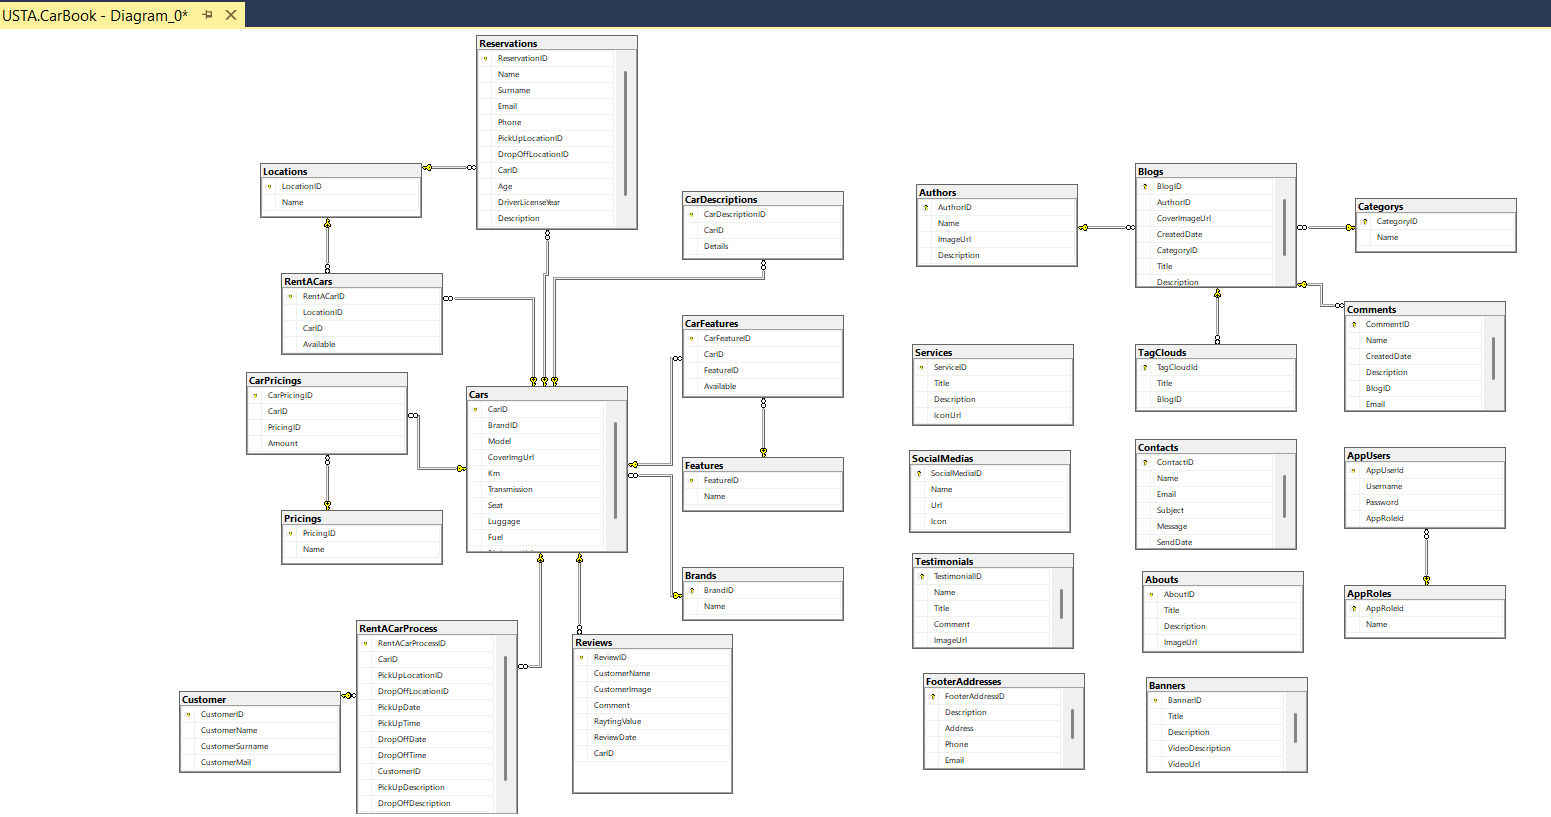 USTA.CarBook - Diagram_0*
Reservations
ReservationID
Name
Surname
Email
Phone
PickUpLocationID
DropOffLocationID
CarID
Age
DriverLicenseYear
Description
Locations
LocationID
Name
RentACars
RentACarID
LocationID
CarID
Available
CarDescriptions
CarDescriptionID
CarID
Details
CarFeatures
CarFeatureID
CarID
FeatureID
Available
CarPricings
CarPricingID
CarID
PricingID
Amount
Cars
CarID
BrandID
Model
CoverImgUrl
Km
Transmission
Seat
Luggage
Fuel
Features
FeatureID
Name
Pricings
PricingID
Name
Brands
BrandID
Name
RentACarProcess
RentACarProcessID
CarID
PickUpLocationID
DropOffLocationID
PickUpDate
PickUpTime
DropOffDate
DropOffTime
CustomerID
PickUpDescription
DropOffDescription
Reviews
ReviewID
CustomerName
CustomerImage
Comment
RaytingValue
ReviewDate
CarID
Customer
CustomerID
CustomerName
CustomerSurname
CustomerMail
Authors
AuthorID
Name
ImageUrl
Description
Blogs
BlogID
AuthorID
CoverImageUrl
CreatedDate
CategoryID
Title
Description
Categorys
CategoryID
Name
Comments
CommentID
Name
CreatedDate
Description
BlogID
Email
Services
ServiceID
Title
Description
IconUrl
TagClouds
TagCloudId
Title
BlogID
SocialMedias
SocialMediaID
Name
Url
Icon
Contacts
ContactID
Name
Email
Subject
Message
SendDate
AppUsers
AppUserId
Username
Password
AppRoleId
Testimonials
TestimonialID
Name
Title
Comment
ImageUrl
Abouts
AboutID
Title
Description
ImageUrl
AppRoles
AppRoleId
Name
FooterAddresses
FooterAddressID
Description
Address
Phone
Email
Banners
BannerID
Title
Description
VideoDescription
VideoUrl